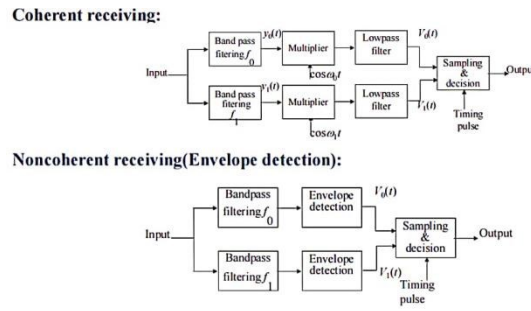 Coherent receiving:
Band pass
filtering f0
y0(t)
Multiplier
Lowpass
filter
V0(t)
Input
cosω0t
Sampling
&
decision
Output
Band pass
fitering
f1
y1(t)
Multiplier
Lowpass
filter
V1(t)
Timing
pulse
cosω1t
Noncoherent receiving(Envelope detection):
Bandpass
filtering f0
Envelope
detection
V0(t)
Input
Sampling
&
decision
Output
Bandpass
filtering f1
Envelope
detection
V1(t)
Timing
pulse